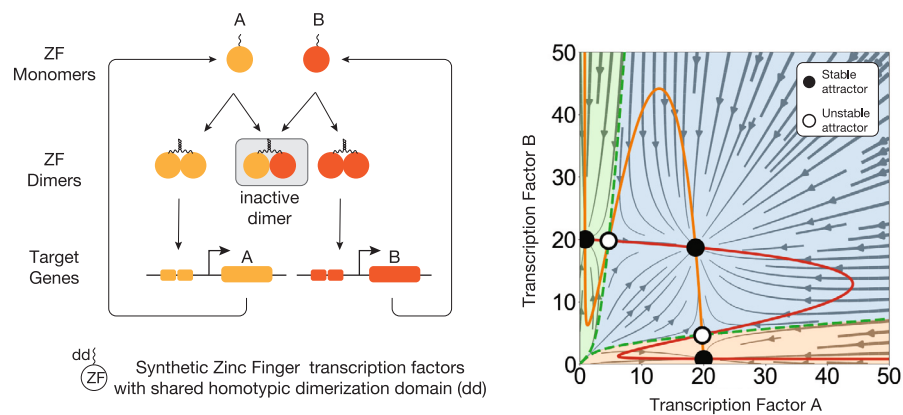 A
B
ZF
Monomers
ZF
Dimers
inactive
dimer
Target
Genes
A
B
dd
ZF
Synthetic Zinc Finger transcription factors
with shared homotypic dimerization domain (dd)
Transcription Factor B
50
40
30
20
10
0
Stable
attractor
Unstable
attractor
0
10
20
30
40
50
Transcription Factor A